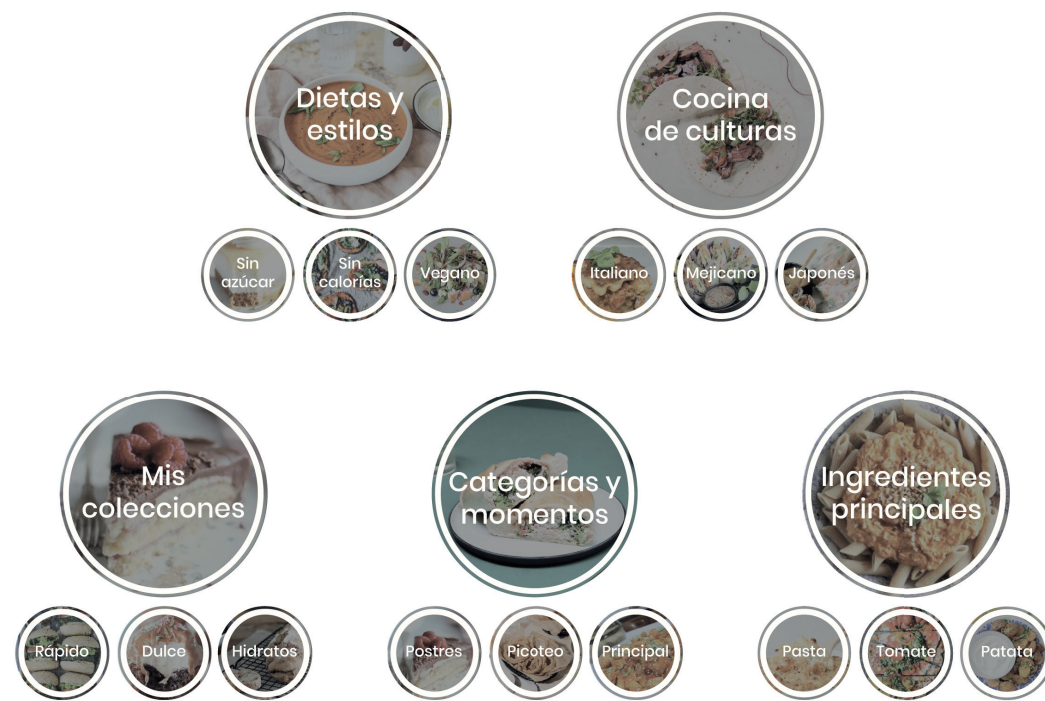 Dietas y
estilos
Cocina
de culturas
Sin
azúcar
Sin
calorías
Vegano
Italiano
Mejicano
Japonés
Mis
colecciones
Categorías y
momentos
Ingredientes
principales
Rápido
Dulce
Hidratos
Postres
Picoteo
Principal
Pasta
Tomate
Patata